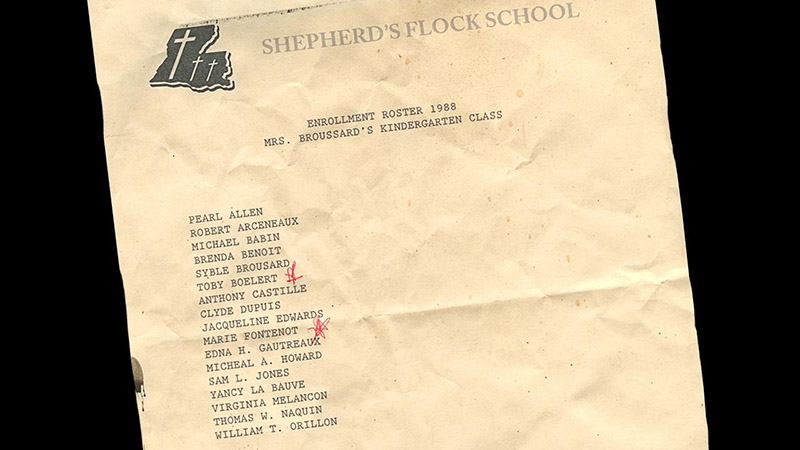 SHEPHERD'S FLOCK SCHOOL
ENROLLMENT ROSTER 1988
MRS. BROUSSARD'S KINDERGARTEN CLASS
PEARL ALLEN
ROBERT ARCENEAUX
MICHAEL BABIN
BRENDA BENOIT
SYBLE BROUSARD
TOBY BOELERT
ANTHONY CASTILLE
CLYDE DUPUIS
JACQUELINE EDWARDS
MARIE FONTENOT
EDNA H. GAUTREAUX
MICHEAL A. HOWARD
SAM L. JONES
YANCY LA BAUVE
VIRGINIA MELANCON
THOMAS W. NAQUIN
WILLIAM T. ORILLON